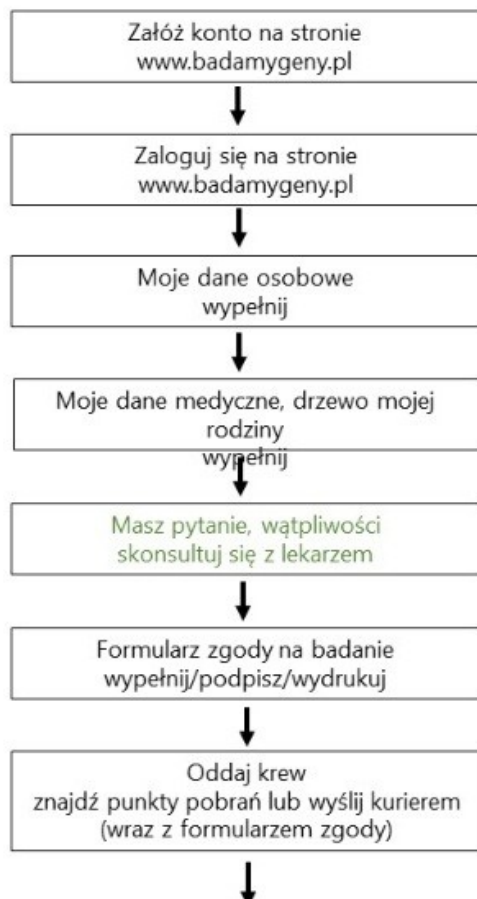 Załóż konto na stronie
www.badamygeny.pl
Zaloguj się na stronie
www.badamygeny.pl
Moje dane osobowe
wypełnij
Moje dane medyczne, drzewo mojej
rodziny
wypełnij
Masz pytanie, wątpliwości
skonsultuj się z lekarzem
Formularz zgody na badanie
wypełnij/podpisz/wydrukuj
Oddaj krew
znajdź punkty pobrań lub wyślij kurierem
(wraz z formularzem zgody)